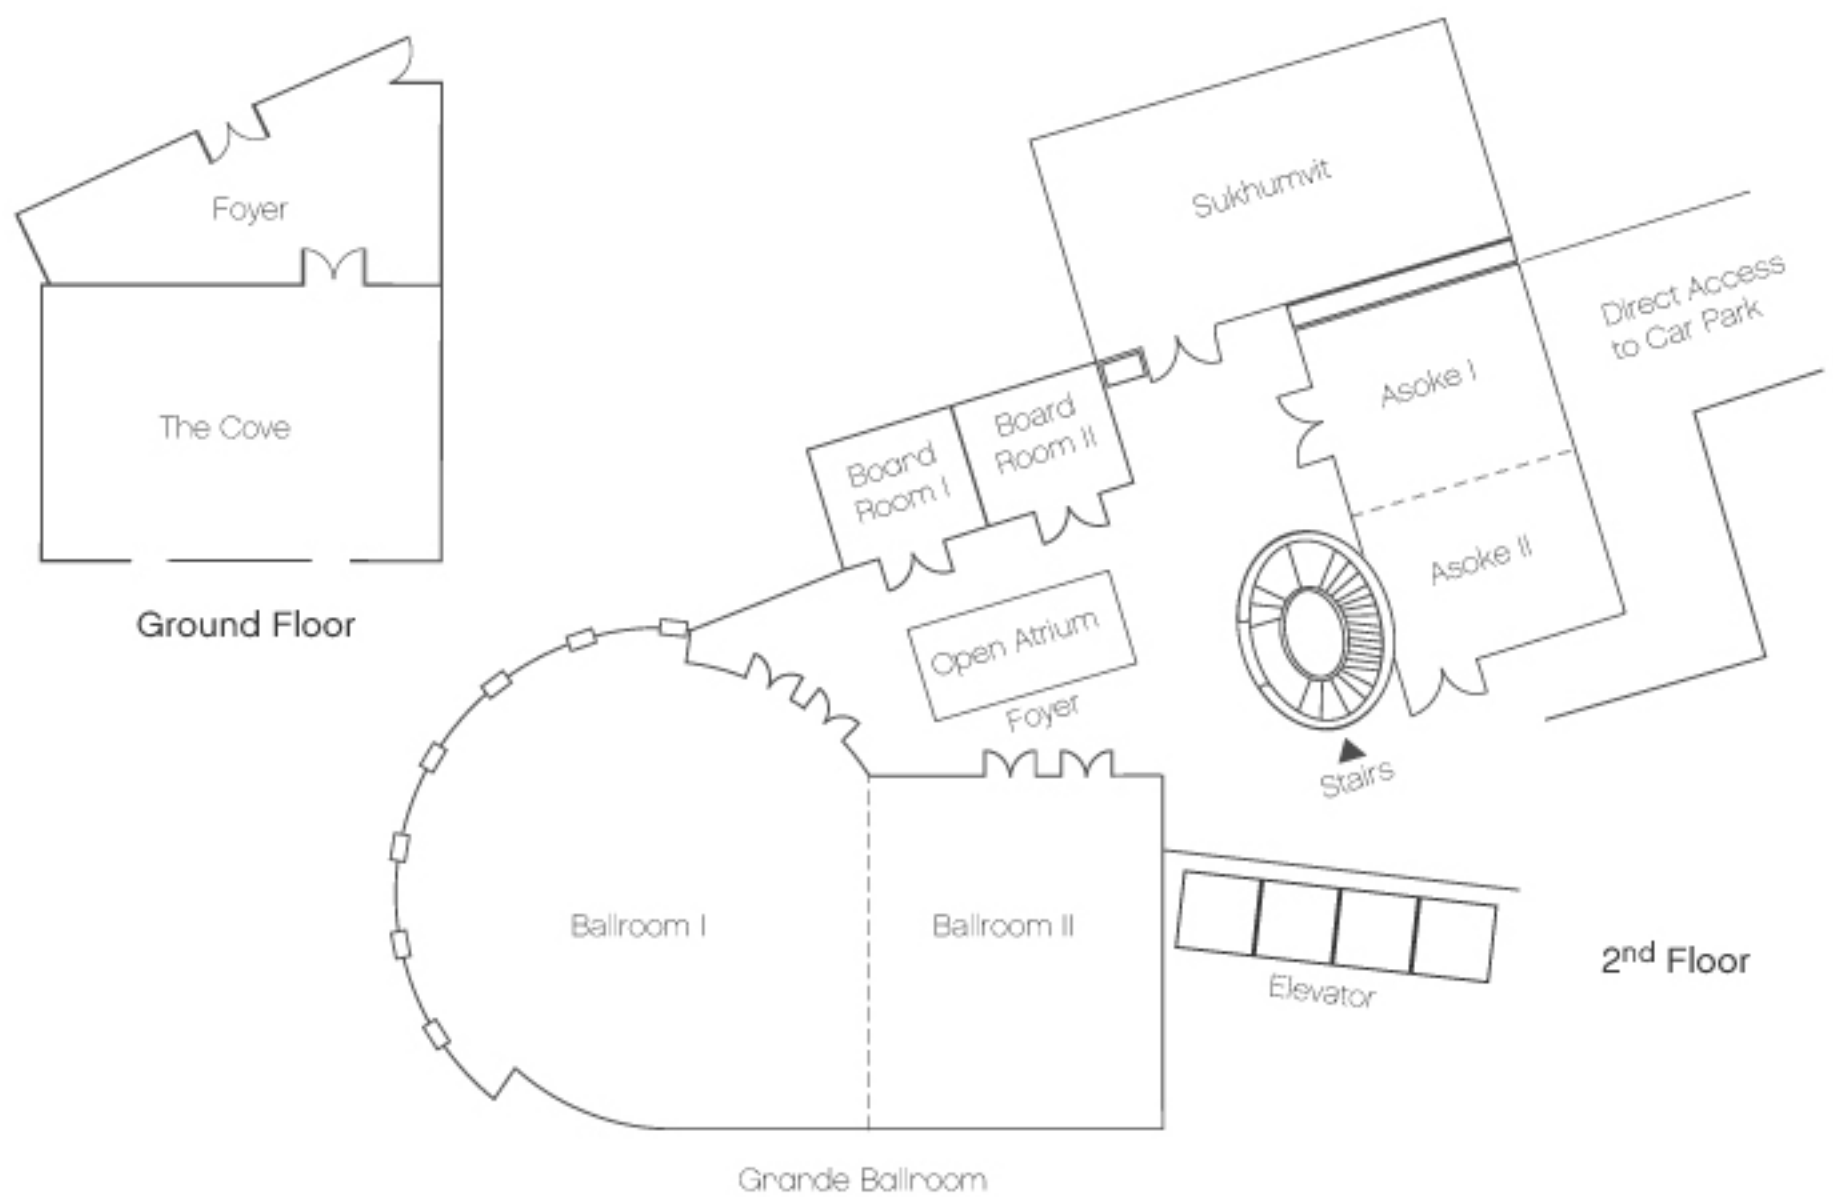 Foyer
The Cove
Ground Floor
Sukhumvit
Direct Access
to Car Park
Asoke I
Board
Room II
Board
Room I
Asoke II
Open Atrium
Foyer
Stairs
Ballroom I
Ballroom II
2nd Floor
Elevator
Grande Ballroom